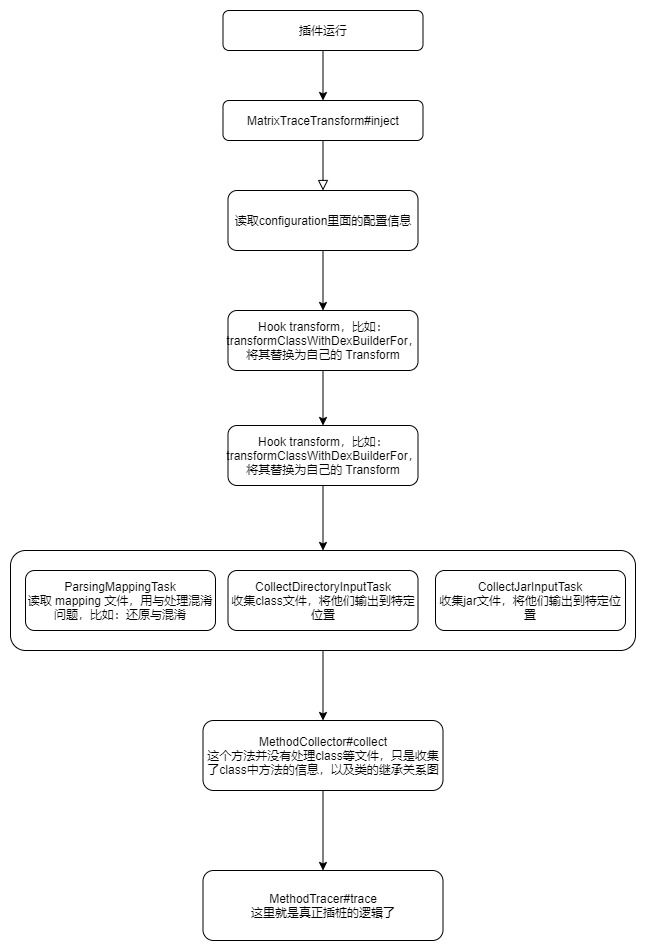 插件运行
MatrixTraceTransform#inject
读取configuration里面的配置信息
Hook transform，比如：
transformClassWithDexBuilderFor，
将其替换为自己的 Transform
Hook transform，比如：
transformClassWithDexBuilderFor，
将其替换为自己的 Transform
ParsingMappingTask
读取 mapping 文件，用与处理混淆
问题，比如：还原与混淆
CollectDirectoryInputTask
收集class文件，将他们输出到特定
位置
CollectJarInputTask
收集jar文件，将他们输出到特定位
置
MethodCollector#collect
这个方法并没有处理class等文件，只是收集
了class中方法的信息，以及类的继承关系图
MethodTracer#trace
这里就是真正插桩的逻辑了